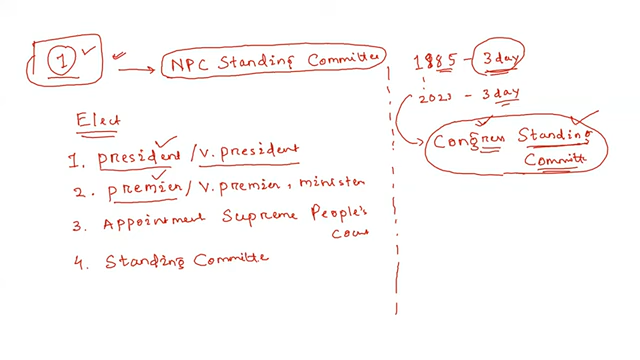 1
NPC Standing Committee
Elect
1. president / v. president
2. premier / v. premier, minister
3. Appointment Supreme People's
court
4. Standing Committe
1885 - 3 day
2023 - 3 day
Congress Standing
Committe